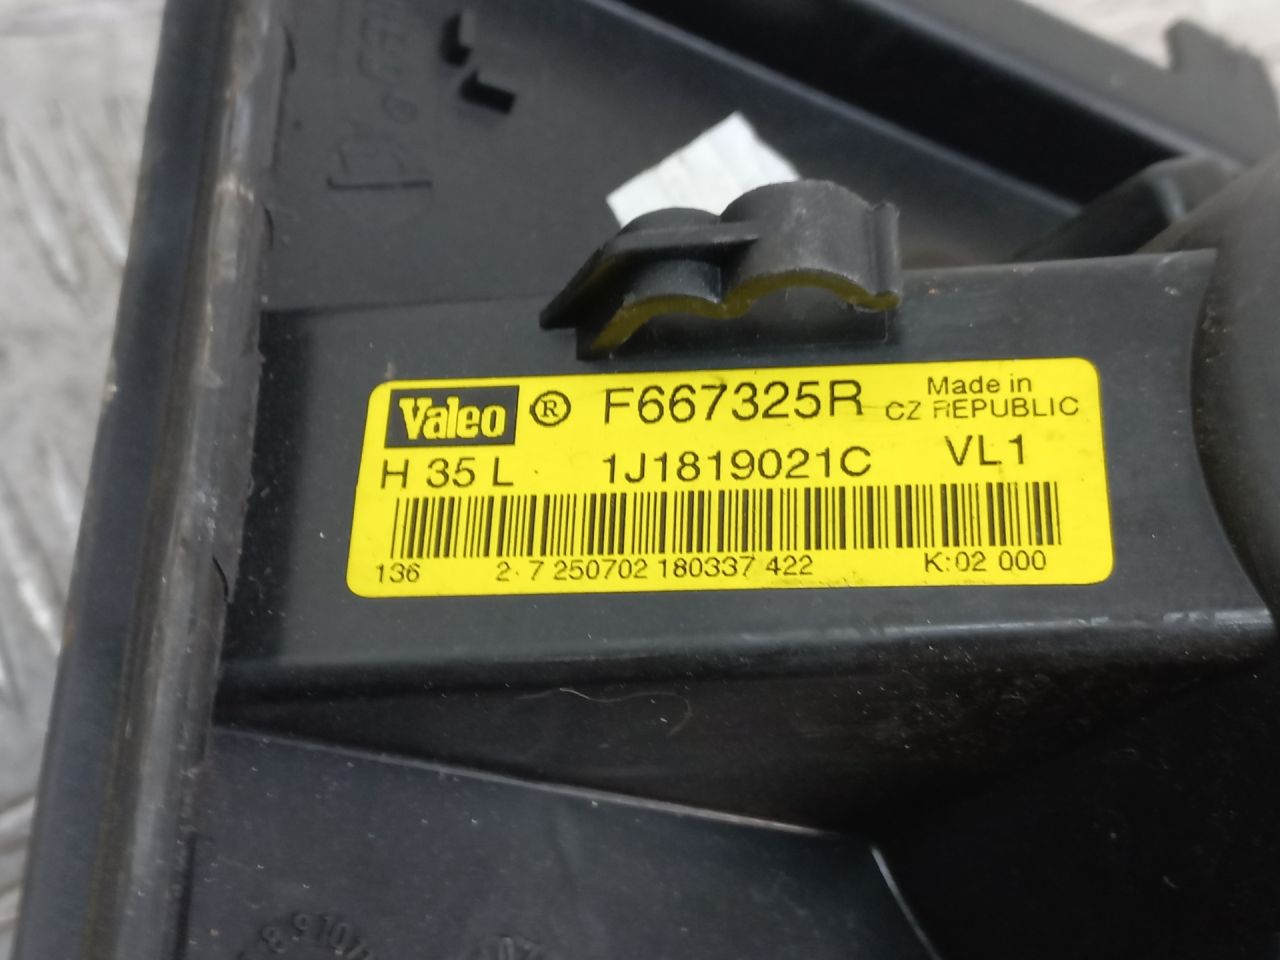 Valeo ® F667325R Made in
CZ REPUBLIC
H 35 L 1J1819021C VL1
136 2 7 250702 180337 422 K:02 000